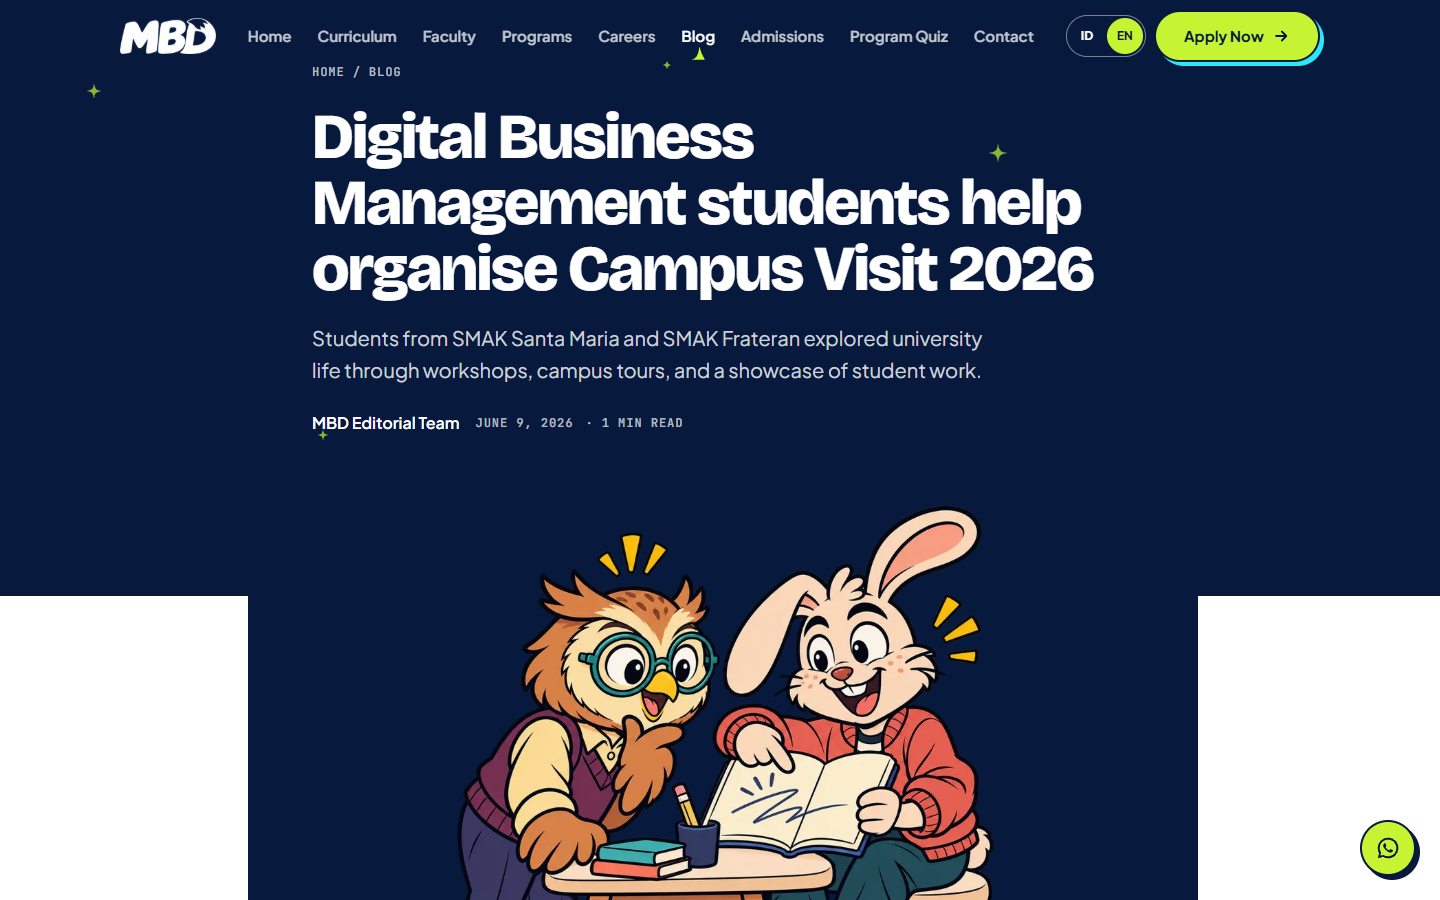 MBD
Home
Curriculum
Faculty
Programs
Careers
Blog
Admissions
Program Quiz
Contact
ID
EN
Apply Now
HOME / BLOG
Digital Business
Management students help
organise Campus Visit 2026
Students from SMAK Santa Maria and SMAK Frateran explored university
life through workshops, campus tours, and a showcase of student work.
MBD Editorial Team
JUNE 9, 2026 · 1 MIN READ